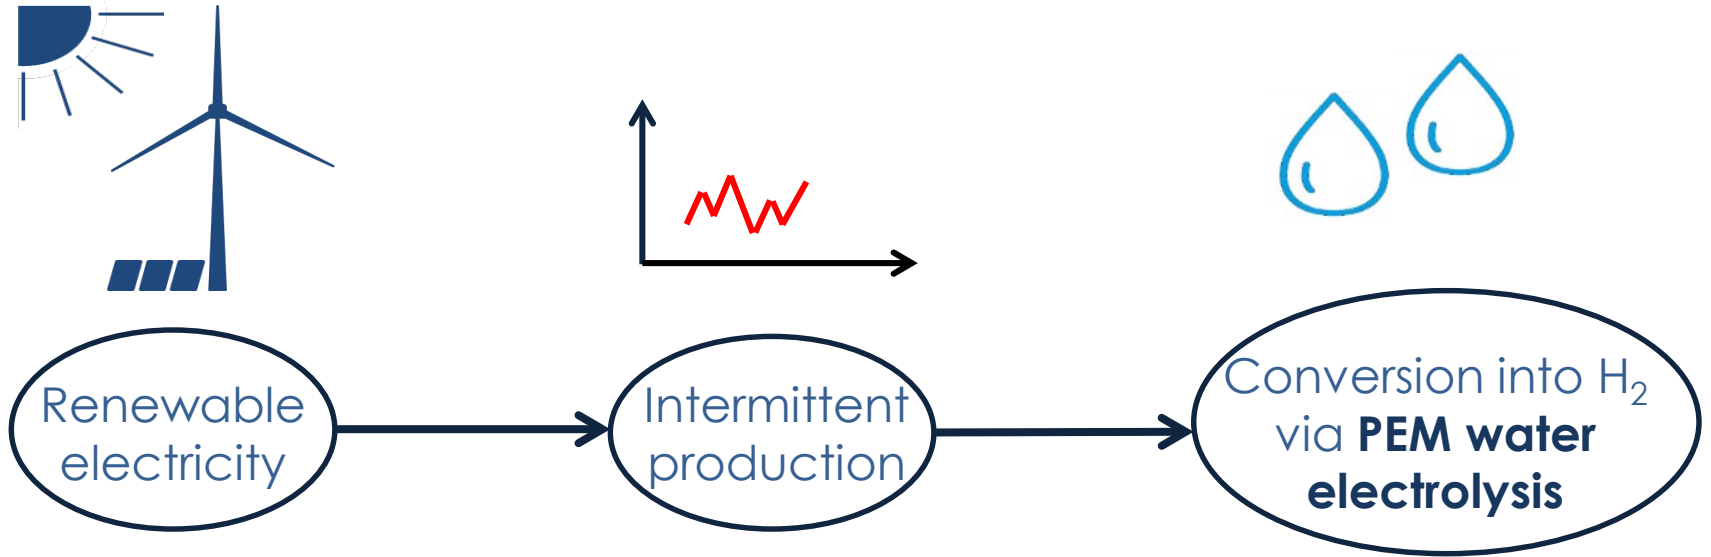 Renewable
electricity
Intermittent
production
Conversion into H₂
via PEM water
electrolysis